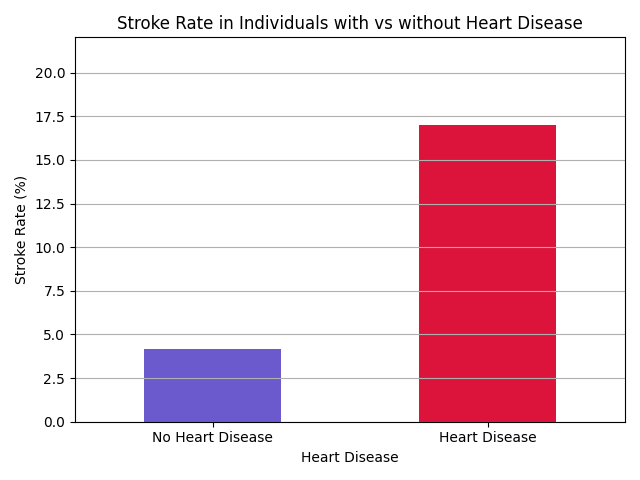 Stroke Rate in Individuals with vs without Heart Disease
20.0
17.5
15.0
12.5
10.0
7.5
5.0
2.5
0.0
Stroke Rate (%)
No Heart Disease
Heart Disease
Heart Disease